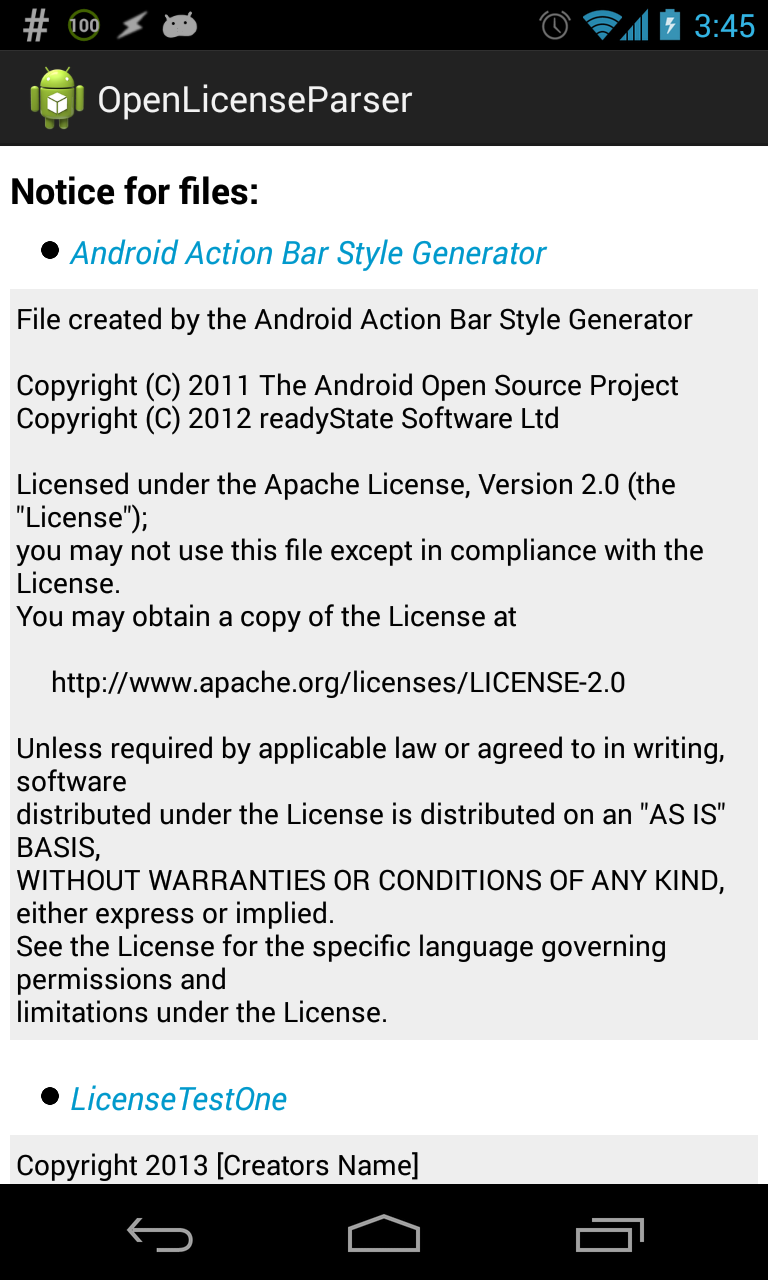 # 100 3:45
OpenLicenseParser
Notice for files:
Android Action Bar Style Generator
File created by the Android Action Bar Style Generator
Copyright (C) 2011 The Android Open Source Project
Copyright (C) 2012 readyState Software Ltd
Licensed under the Apache License, Version 2.0 (the
"License");
you may not use this file except in compliance with the
License.
You may obtain a copy of the License at
http://www.apache.org/licenses/LICENSE-2.0
Unless required by applicable law or agreed to in writing,
software
distributed under the License is distributed on an "AS IS"
BASIS,
WITHOUT WARRANTIES OR CONDITIONS OF ANY KIND,
either express or implied.
See the License for the specific language governing
permissions and
limitations under the License.
LicenseTestOne
Copyright 2013 [Creators Name]